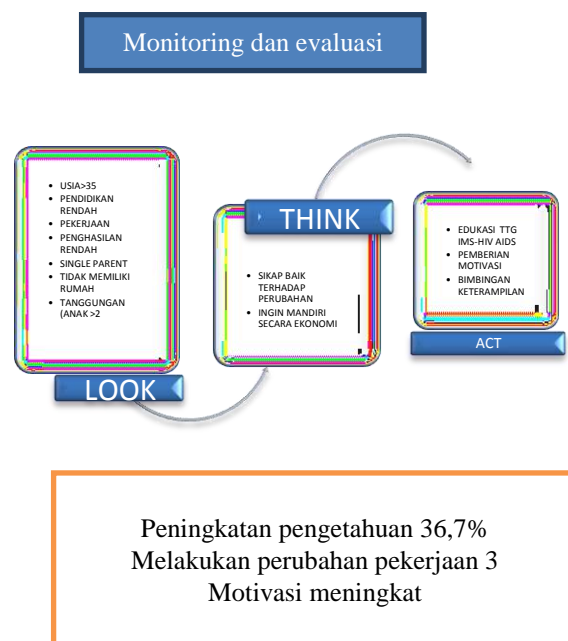 Monitoring dan evaluasi
• USIA>35
• PENDIDIKAN
RENDAH
• PEKERJAAN
• PENGHASILAN
RENDAH
• SINGLE PARENT
• TIDAK MEMILIKI
RUMAH
• TANGGUNGAN
(ANAK >2
LOOK
THINK
• SIKAP BAIK
TERHADAP
PERUBAHAN
• INGIN MANDIRI
SECARA EKONOMI
• EDUKASI TTG
IMS-HIV AIDS
• PEMBERIAN
MOTIVASI
• BIMBINGAN
KETERAMPILAN
ACT
Peningkatan pengetahuan 36,7%
Melakukan perubahan pekerjaan 3
Motivasi meningkat